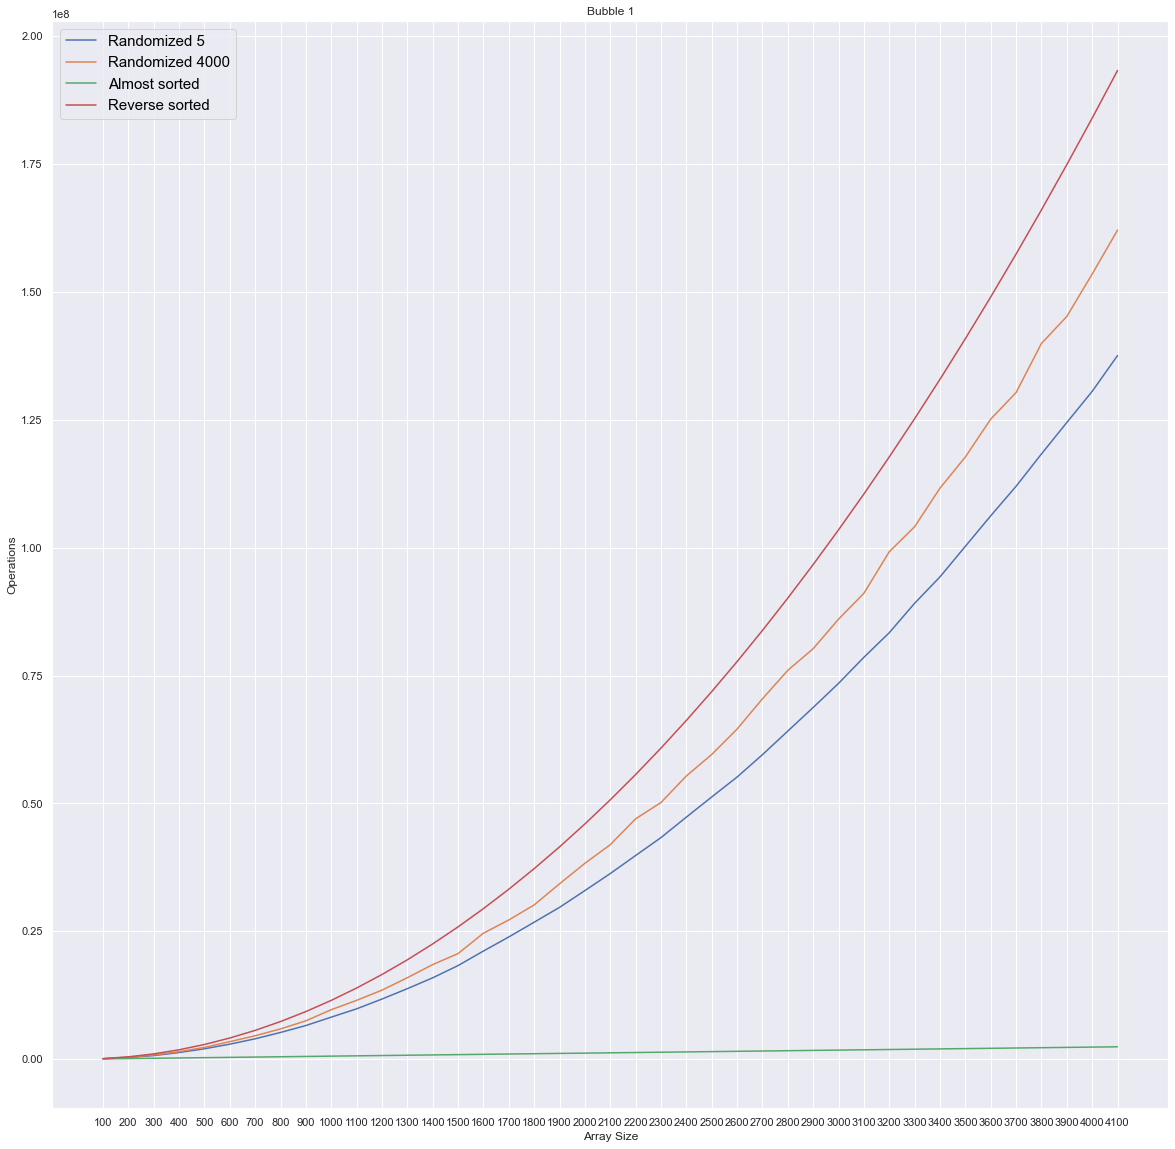 Bubble 1
1e8
Randomized 5
Randomized 4000
Almost sorted
Reverse sorted
2.00
1.75
1.50
1.25
1.00
0.75
0.50
0.25
0.00
Operations
100 200 300 400 500 600 700 800 900 1000 1100 1200 1300 1400 1500 1600 1700 1800 1900 2000 2100 2200 2300 2400 2500 2600 2700 2800 2900 3000 3100 3200 3300 3400 3500 3600 3700 3800 3900 4000 4100
Array Size